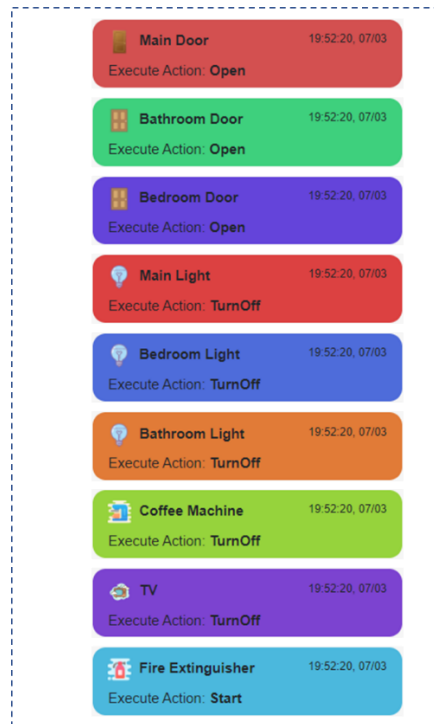 Main Door 19:52:20, 07/03
Execute Action: Open
Bathroom Door 19:52:20, 07/03
Execute Action: Open
Bedroom Door 19:52:20, 07/03
Execute Action: Open
Main Light 19:52:20, 07/03
Execute Action: TurnOff
Bedroom Light 19:52:20, 07/03
Execute Action: TurnOff
Bathroom Light 19:52:20, 07/03
Execute Action: TurnOff
Coffee Machine 19:52:20, 07/03
Execute Action: TurnOff
TV 19:52:20, 07/03
Execute Action: TurnOff
Fire Extinguisher 19:52:20, 07/03
Execute Action: Start